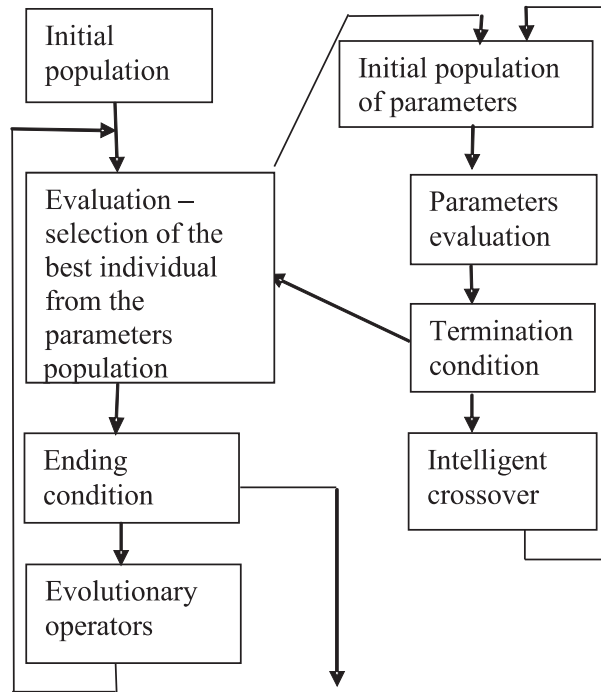 Initial
population
Evaluation –
selection of the
best individual
from the
parameters
population
Ending
condition
Evolutionary
operators
Initial population
of parameters
Parameters
evaluation
Termination
condition
Intelligent
crossover